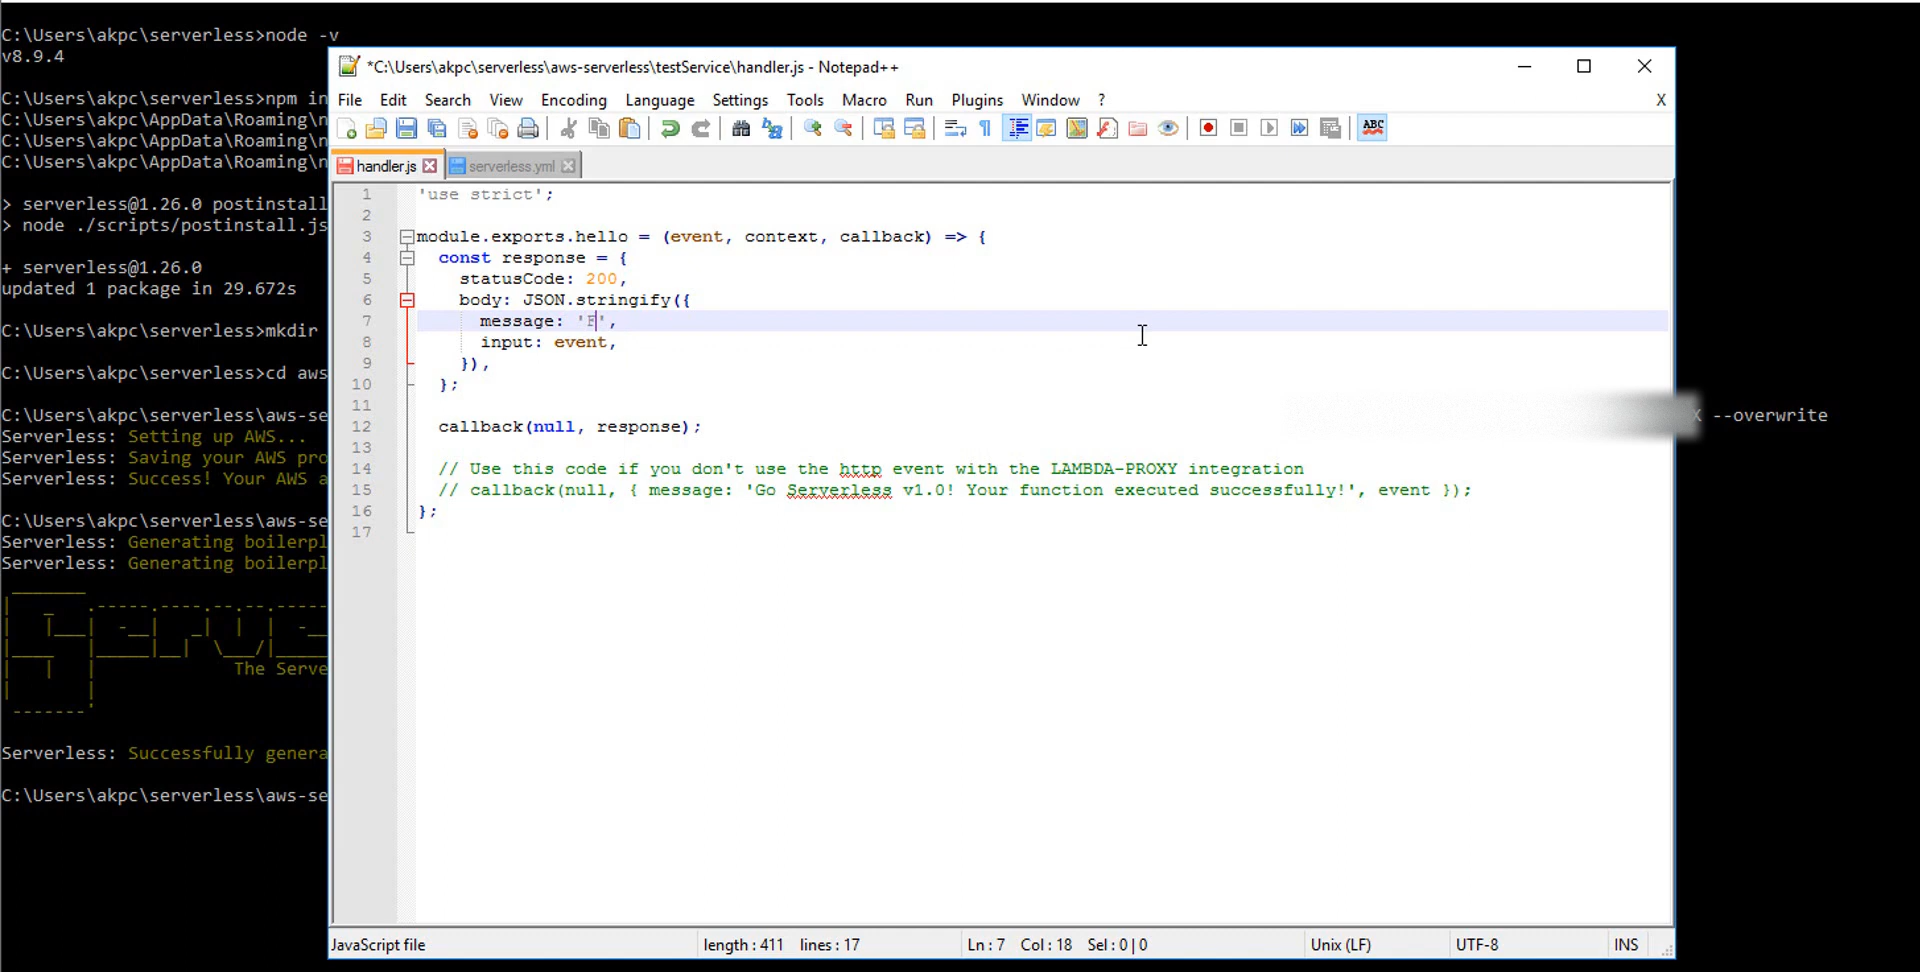 C:\Users\akpc\serverless>node -v
v8.9.4
C:\Users\akpc\serverless>npm in
C:\Users\akpc\AppData\Roaming\n
C:\Users\akpc\AppData\Roaming\n
C:\Users\akpc\AppData\Roaming\n
> serverless@1.26.0 postinstall
> node ./scripts/postinstall.js
+ serverless@1.26.0
updated 1 package in 29.672s
C:\Users\akpc\serverless>mkdir
C:\Users\akpc\serverless>cd aws
C:\Users\akpc\serverless\aws-se
X --overwrite
Serverless: Setting up AWS...
Serverless: Saving your AWS pro
Serverless: Success! Your AWS a
C:\Users\akpc\serverless\aws-se
Serverless: Generating boilerpl
Serverless: Generating boilerpl
Serve
The Serve
Serverless: Successfully genera
C:\Users\akpc\serverless\aws-se
*C:\Users\akpc\serverless\aws-serverless\testService\handler.js - Notepad++
File Edit Search View Encoding Language Settings Tools Macro Run Plugins Window ? X
ABC
handler.js serverless.yml
1 'use strict';
2
3 module.exports.hello = (event, context, callback) => {
4 const response = {
5 statusCode: 200,
6 body: JSON.stringify({
7 message: 'F',
8 input: event,
9 }),
10 };
11
12 callback(null, response);
13
14 // Use this code if you don't use the http event with the LAMBDA-PROXY integration
15 // callback(null, { message: 'Go Serverless v1.0! Your function executed successfully!', event });
16 };
17
JavaScript file length : 411 lines : 17 Ln : 7 Col : 18 Sel : 0 | 0 Unix (LF) UTF-8 INS